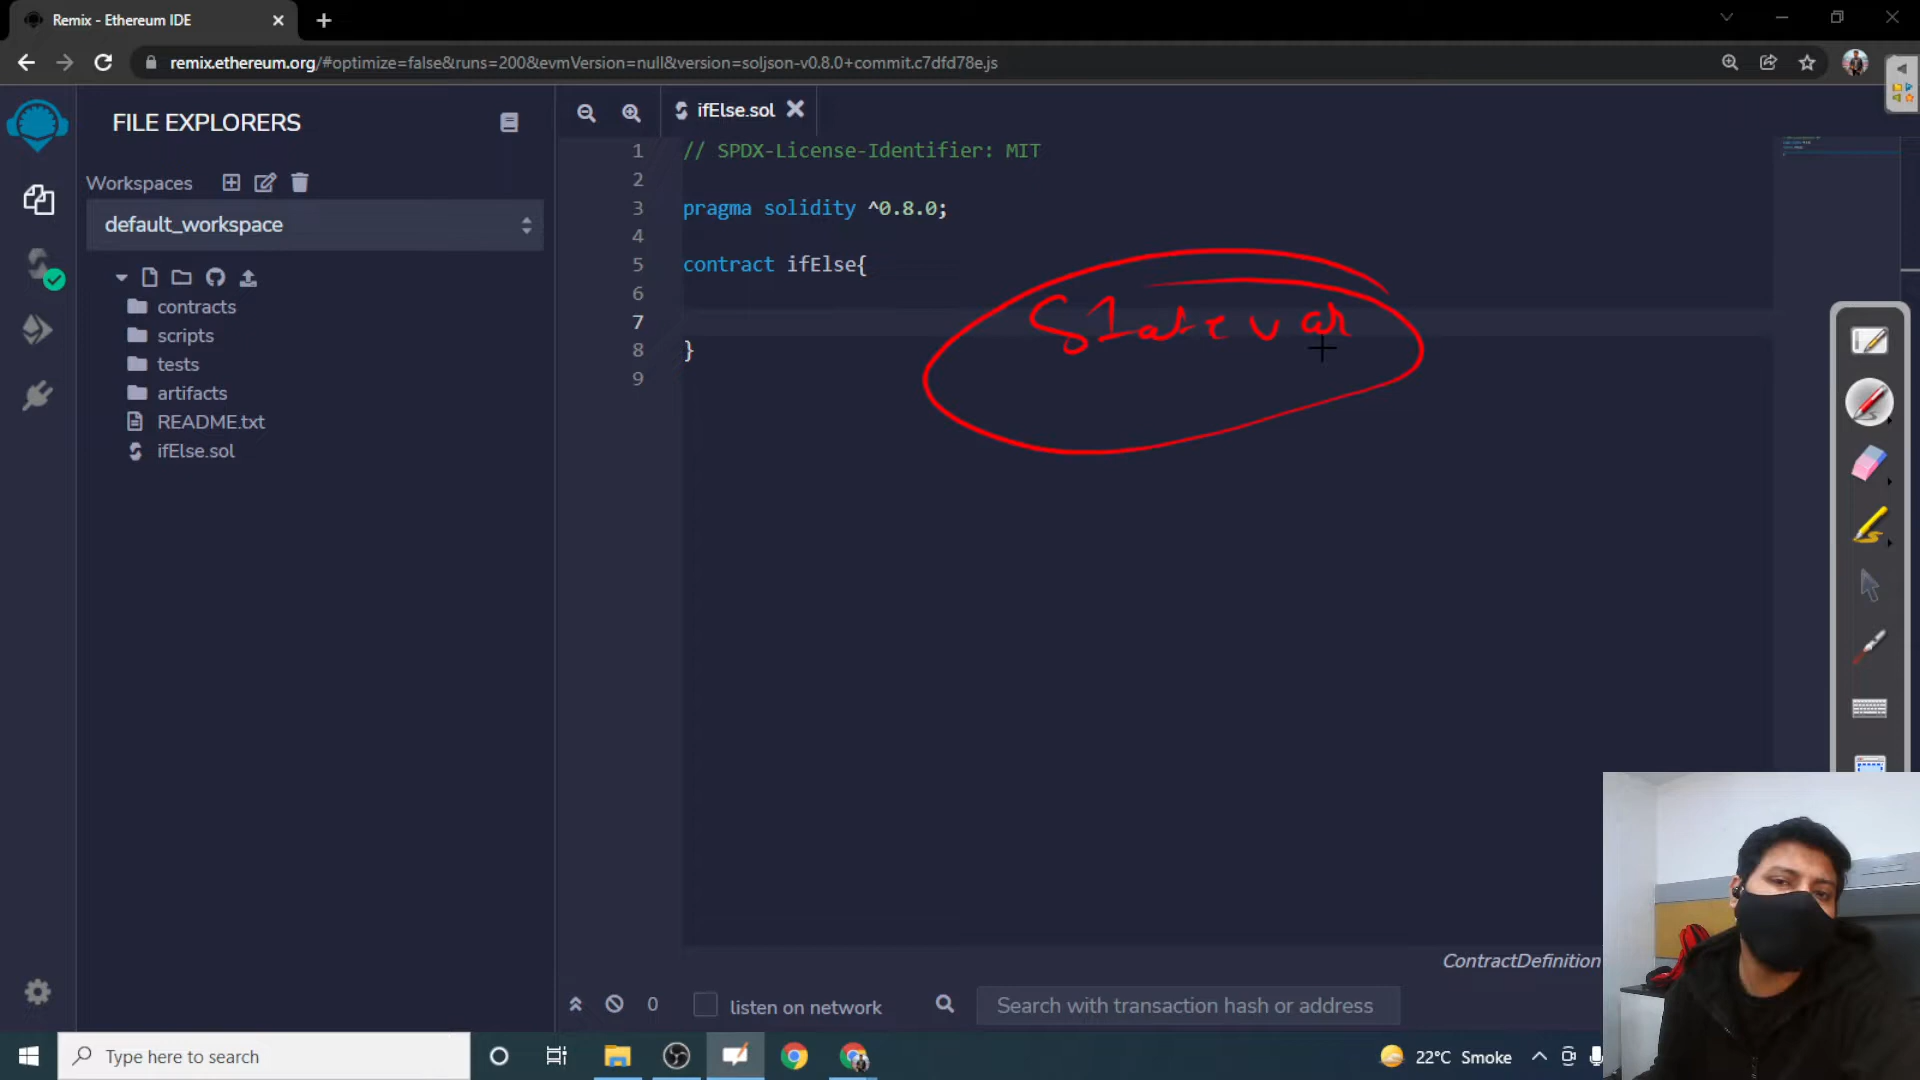 Remix - Ethereum IDE
remix.ethereum.org/#optimize=false&runs=200&evmVersion=null&version=soljson-v0.8.0+commit.c7dfd78e.js
FILE EXPLORERS
ifElse.sol
Workspaces
default_workspace
contracts
scripts
tests
artifacts
README.txt
ifElse.sol
1 // SPDX-License-Identifier: MIT
2
3 pragma solidity ^0.8.0;
4
5 contract ifElse{
6
7
8 }
9
State var
ContractDefinition
0
listen on network
Search with transaction hash or address
Type here to search
22°C Smoke